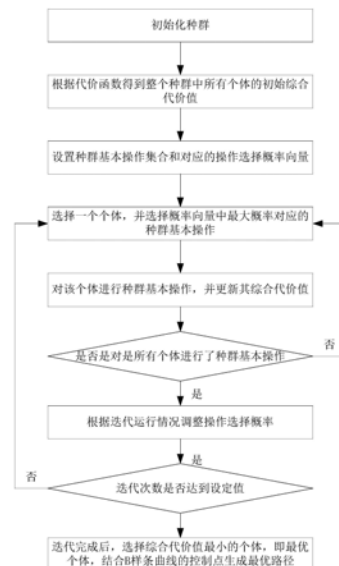 初始化种群
根据代价函数得到整个种群中所有个体的初始综合
代价值
设置种群基本操作集合和对应的操作选择概率向量
选择一个个体，并选择概率向量中最大概率对应的
种群基本操作
对该个体进行种群基本操作，并更新其综合代价值
是否是对是所有个体进行了种群基本操作
否
是
根据迭代运行情况调整操作选择概率
是
否
迭代次数是否达到设定值
迭代完成后，选择综合代价值最小的个体，即最优
个体，结合B样条曲线的控制点生成最优路径